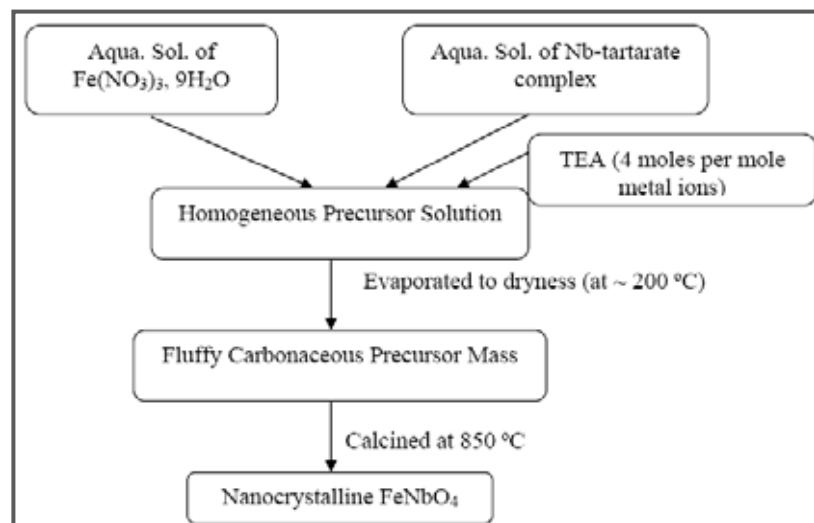 Aqua. Sol. of
Fe(NO₃)₃, 9H₂O
Aqua. Sol. of Nb-tartarate
complex
TEA (4 moles per mole
metal ions)
Homogeneous Precursor Solution
Evaporated to dryness (at ~ 200 ºC)
Fluffy Carbonaceous Precursor Mass
Calcined at 850 ºC
Nanocrystalline FeNbO₄